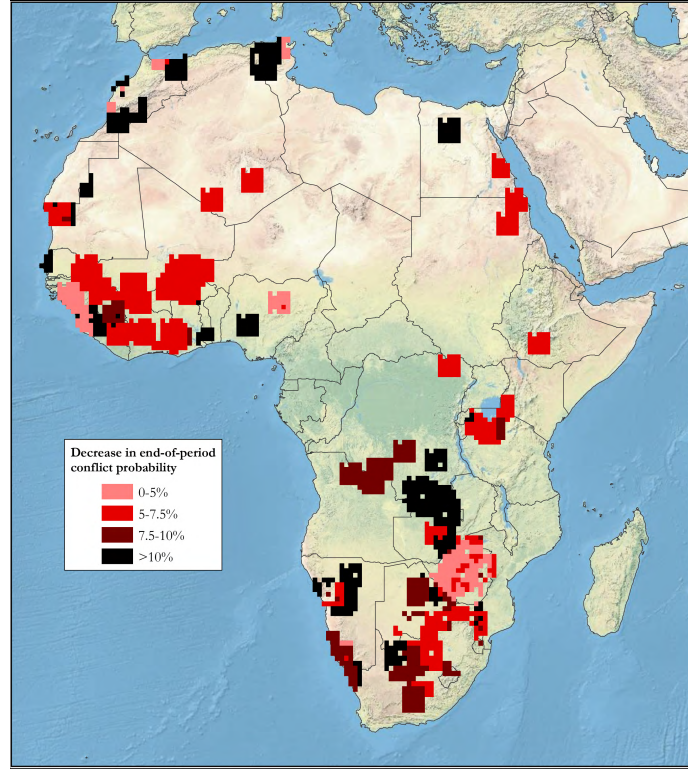 Decrease in end-of-period
conflict probability
0-5%
5-7.5%
7.5-10%
>10%